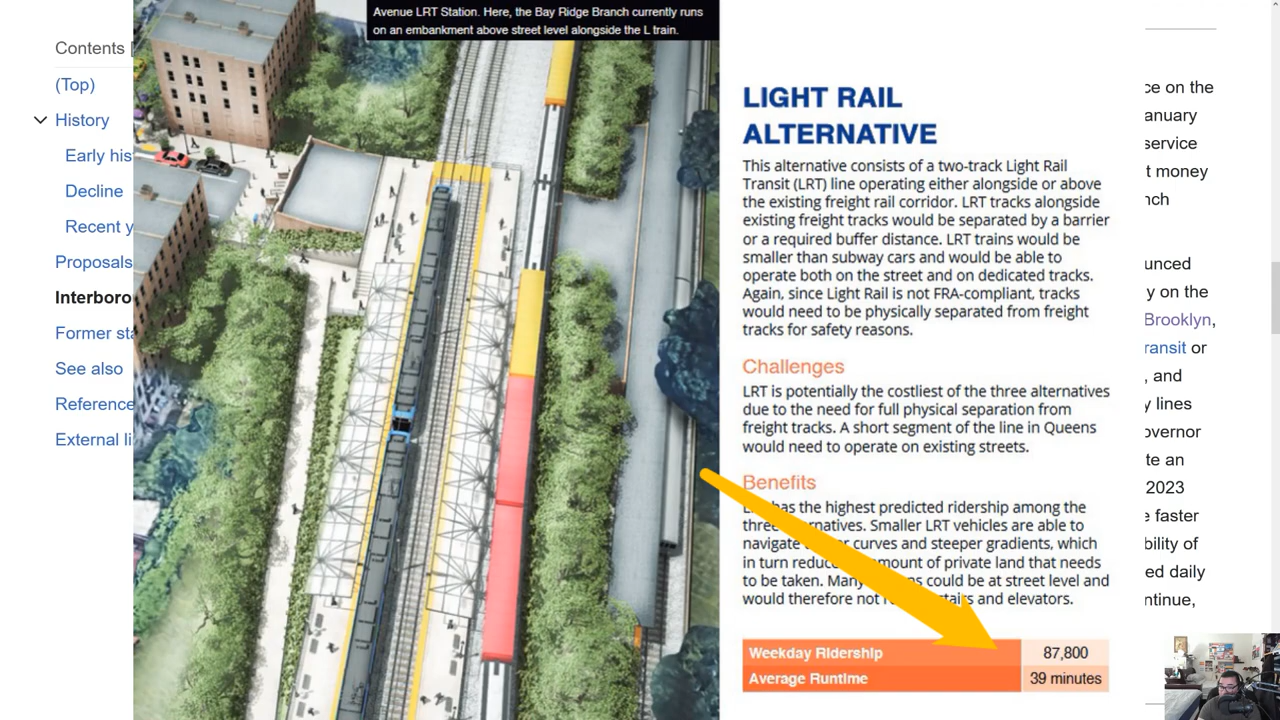 Avenue LRT Station. Here, the Bay Ridge Branch currently runs
on an embankment above street level alongside the L train.
Contents
(Top)
History
Early his
Decline
Recent y
Proposals
Interboro
Former sta
See also
Reference
External li
LIGHT RAIL
ALTERNATIVE
This alternative consists of a two-track Light Rail
Transit (LRT) line operating either alongside or above
the existing freight rail corridor. LRT tracks alongside
existing freight tracks would be separated by a barrier
or a required buffer distance. LRT trains would be
smaller than subway cars and would be able to
operate both on the street and on dedicated tracks.
Again, since Light Rail is not FRA-compliant, tracks
would need to be physically separated from freight
tracks for safety reasons.
Challenges
LRT is potentially the costliest of the three alternatives
due to the need for full physical separation from
freight tracks. A short segment of the line in Queens
would need to operate on existing streets.
Benefits
has the highest predicted ridership among the
three Smaller LRT vehicles are able to
navigate curves and steeper gradients, which
in turn reduce amount of private land that needs
to be taken. Many could be at street level and
would therefore not stairs and elevators.
Weekday Ridership 87,800
Average Runtime 39 minutes
ce on the
anuary
service
t money
nch
unced
y on the
Brooklyn,
ransit or
, and
y lines
overnor
te an
2023
e faster
bility of
ed daily
ntinue,